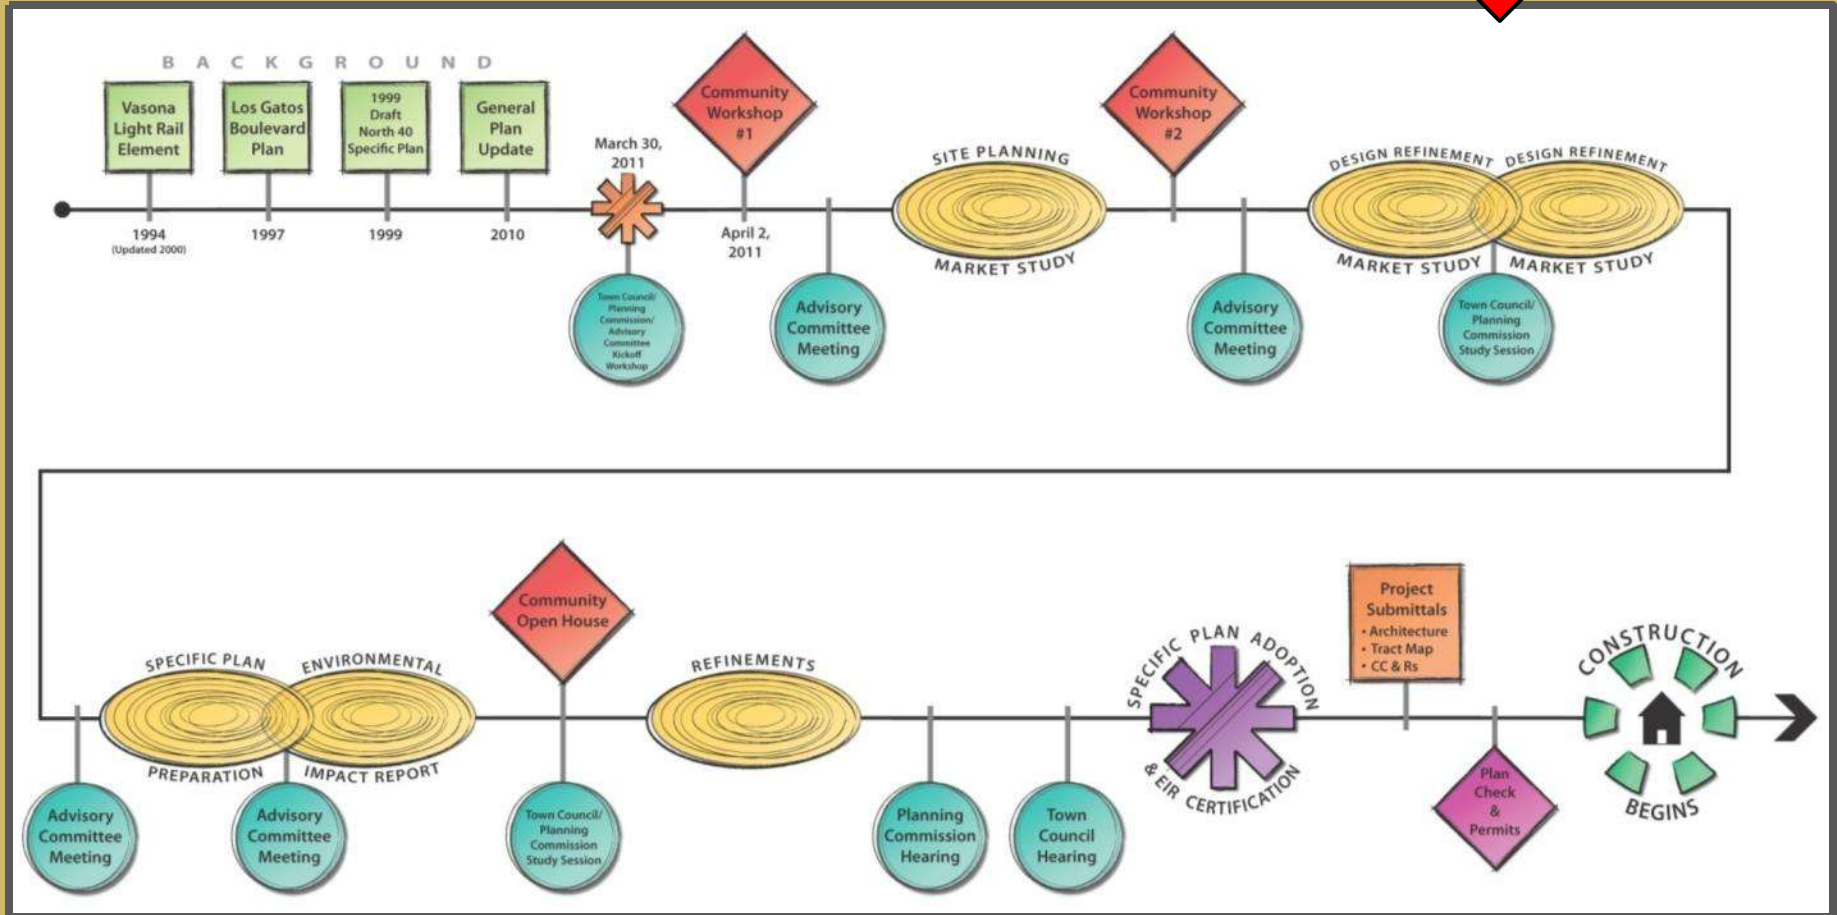 BACKGROUND
Vasona
Light Rail
Element
1994
(Updated 2000)
Los Gatos
Boulevard
Plan
1997
1999
Draft
North 40
Specific Plan
1999
General
Plan
Update
2010
March 30,
2011
Town Council/
Planning
Commission/
Advisory
Committee
Kickoff
Workshop
Community
Workshop
#1
April 2,
2011
Advisory
Committee
Meeting
SITE PLANNING
MARKET STUDY
Community
Workshop
#2
Advisory
Committee
Meeting
DESIGN REFINEMENT
MARKET STUDY
DESIGN REFINEMENT
MARKET STUDY
Town Council/
Planning
Commission
Study Session
Advisory
Committee
Meeting
SPECIFIC PLAN
PREPARATION
ENVIRONMENTAL
IMPACT REPORT
Advisory
Committee
Meeting
Community
Open House
Town Council/
Planning
Commission
Study Session
REFINEMENTS
Planning
Commission
Hearing
Town
Council
Hearing
SPECIFIC PLAN ADOPTION
& EIR CERTIFICATION
Project
Submittals
• Architecture
• Tract Map
• CC & Rs
Plan
Check
&
Permits
CONSTRUCTION
BEGINS